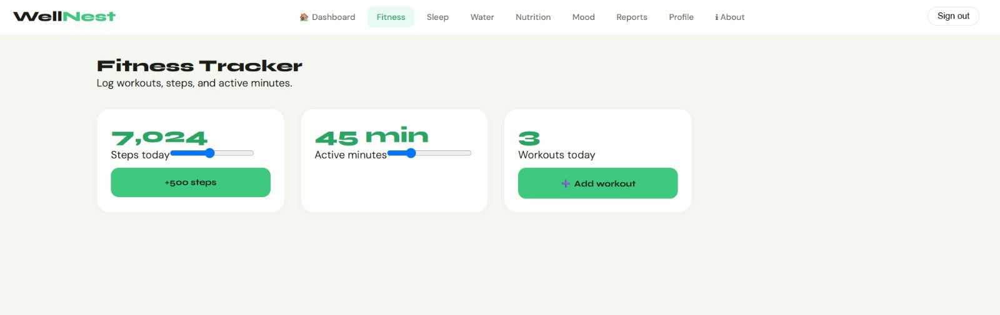 WellNest
🏠 Dashboard Fitness Sleep Water Nutrition Mood Reports Profile ℹ About
Sign out
Fitness Tracker
Log workouts, steps, and active minutes.
7,024
Steps today
+500 steps
45 min
Active minutes
3
Workouts today
➕ Add workout